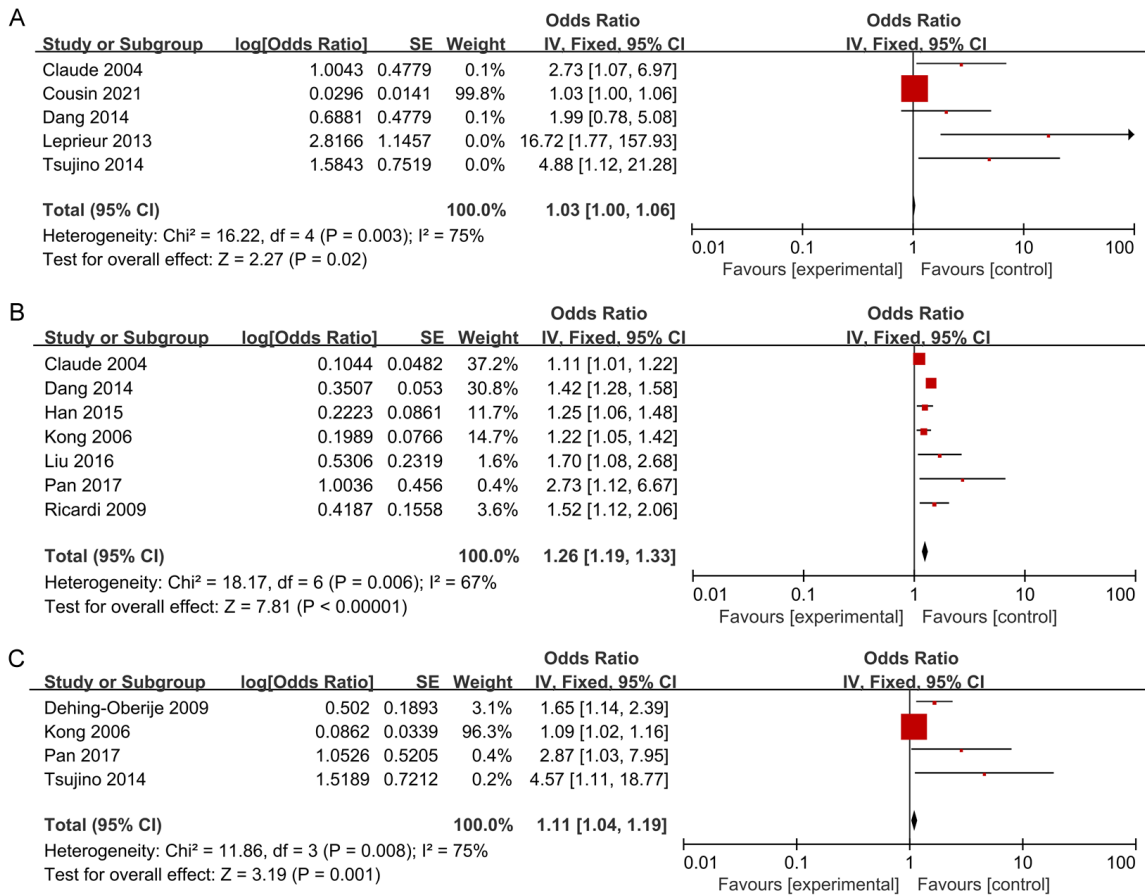 A
Odds Ratio Odds Ratio
Study or Subgroup log[Odds Ratio] SE Weight IV, Fixed, 95% CI IV, Fixed, 95% CI
Claude 2004 1.0043 0.4779 0.1% 2.73 [1.07, 6.97]
Cousin 2021 0.0296 0.0141 99.8% 1.03 [1.00, 1.06]
Dang 2014 0.6881 0.4779 0.1% 1.99 [0.78, 5.08]
Leprieur 2013 2.8166 1.1457 0.0% 16.72 [1.77, 157.93]
Tsujino 2014 1.5843 0.7519 0.0% 4.88 [1.12, 21.28]
Total (95% CI) 100.0% 1.03 [1.00, 1.06]
Heterogeneity: Chi² = 16.22, df = 4 (P = 0.003); I² = 75%
Test for overall effect: Z = 2.27 (P = 0.02)
0.01 0.1 1 10 100
Favours [experimental] Favours [control]
B
Odds Ratio Odds Ratio
Study or Subgroup log[Odds Ratio] SE Weight IV, Fixed, 95% CI IV, Fixed, 95% CI
Claude 2004 0.1044 0.0482 37.2% 1.11 [1.01, 1.22]
Dang 2014 0.3507 0.053 30.8% 1.42 [1.28, 1.58]
Han 2015 0.2223 0.0861 11.7% 1.25 [1.06, 1.48]
Kong 2006 0.1989 0.0766 14.7% 1.22 [1.05, 1.42]
Liu 2016 0.5306 0.2319 1.6% 1.70 [1.08, 2.68]
Pan 2017 1.0036 0.456 0.4% 2.73 [1.12, 6.67]
Ricardi 2009 0.4187 0.1558 3.6% 1.52 [1.12, 2.06]
Total (95% CI) 100.0% 1.26 [1.19, 1.33]
Heterogeneity: Chi² = 18.17, df = 6 (P = 0.006); I² = 67%
Test for overall effect: Z = 7.81 (P < 0.00001)
0.01 0.1 1 10 100
Favours [experimental] Favours [control]
C
Odds Ratio Odds Ratio
Study or Subgroup log[Odds Ratio] SE Weight IV, Fixed, 95% CI IV, Fixed, 95% CI
Dehing-Oberije 2009 0.502 0.1893 3.1% 1.65 [1.14, 2.39]
Kong 2006 0.0862 0.0339 96.3% 1.09 [1.02, 1.16]
Pan 2017 1.0526 0.5205 0.4% 2.87 [1.03, 7.95]
Tsujino 2014 1.5189 0.7212 0.2% 4.57 [1.11, 18.77]
Total (95% CI) 100.0% 1.11 [1.04, 1.19]
Heterogeneity: Chi² = 11.86, df = 3 (P = 0.008); I² = 75%
Test for overall effect: Z = 3.19 (P = 0.001)
0.01 0.1 1 10 100
Favours [experimental] Favours [control]